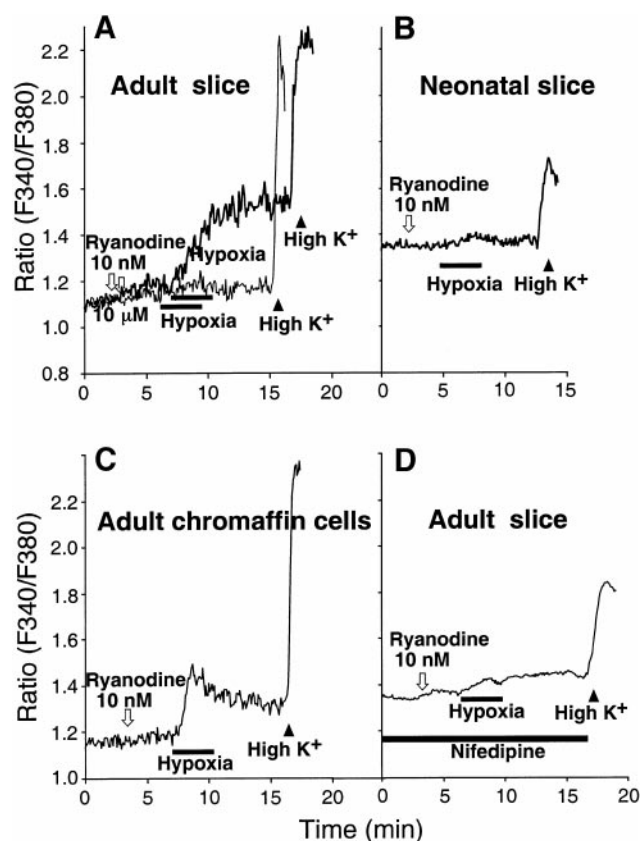 A
Adult slice
Ratio (F340/F380)
2.2
2.0
1.8
1.6
1.4
1.2
1.0
0.8
Ryanodine
10 nM
10 µM
Hypoxia
Hypoxia
High K+
High K+
0 5 10 15 20
B
Neonatal slice
Ryanodine
10 nM
Hypoxia
High K+
0 5 10 15
C
Adult chromaffin cells
Ratio (F340/F380)
2.2
2.0
1.8
1.6
1.4
1.2
1.0
Ryanodine
10 nM
Hypoxia
High K+
0 5 10 15 20
D
Adult slice
Ryanodine
10 nM
Hypoxia
High K+
Nifedipine
0 5 10 15 20
Time (min)